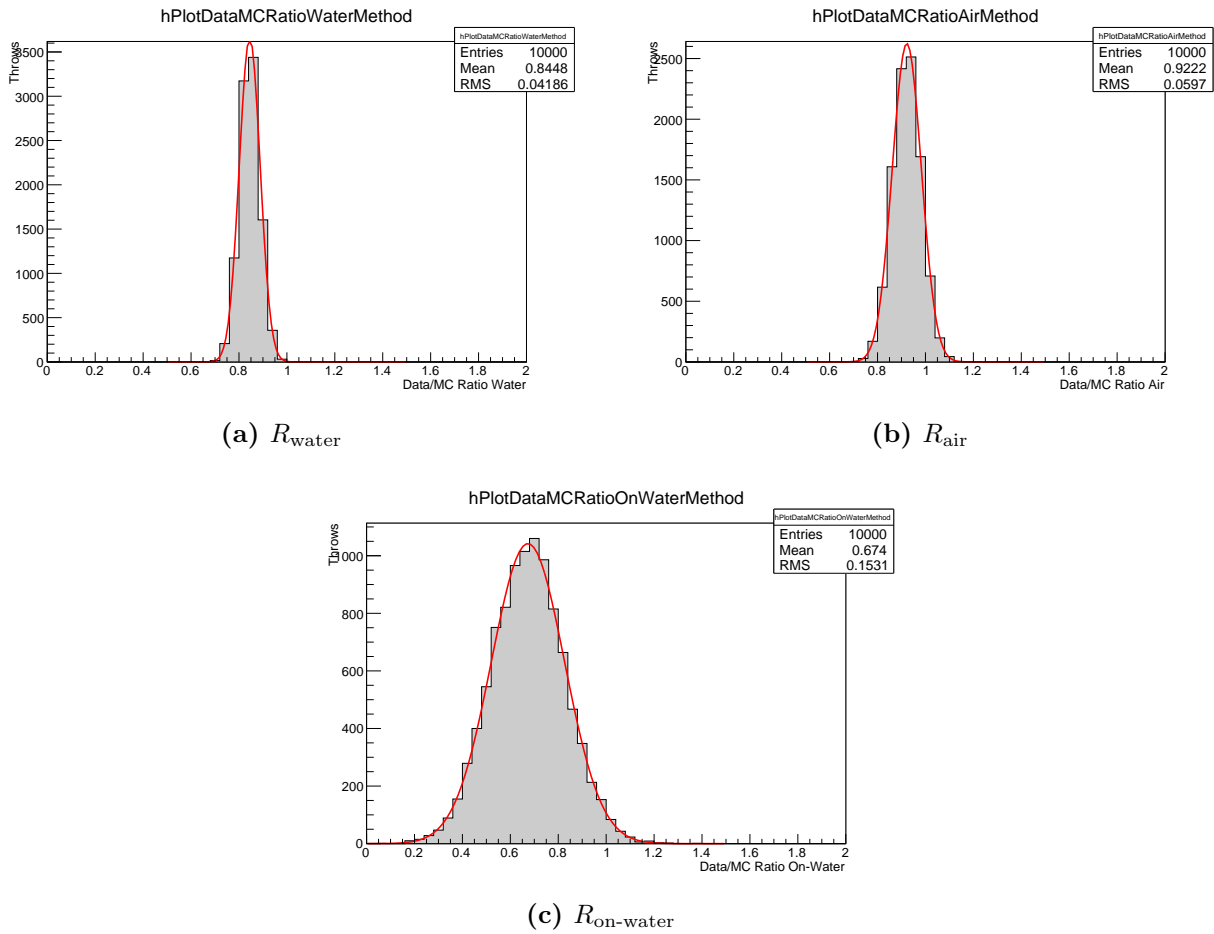 hPlotDataMCRatioWaterMethod
hPlotDataMCRatioWaterMethod
Entries 10000
Mean 0.8448
RMS 0.04186
Throws
3500
3000
2500
2000
1500
1000
500
0
0 0.2 0.4 0.6 0.8 1 1.2 1.4 1.6 1.8 2
Data/MC Ratio Water
(a) Rwater
hPlotDataMCRatioAirMethod
hPlotDataMCRatioAirMethod
Entries 10000
Mean 0.9222
RMS 0.0597
Throws
2500
2000
1500
1000
500
0
0 0.2 0.4 0.6 0.8 1 1.2 1.4 1.6 1.8 2
Data/MC Ratio Air
(b) Rair
hPlotDataMCRatioOnWaterMethod
hPlotDataMCRatioOnWaterMethod
Entries 10000
Mean 0.674
RMS 0.1531
Throws
1000
800
600
400
200
0
0 0.2 0.4 0.6 0.8 1 1.2 1.4 1.6 1.8 2
Data/MC Ratio On-Water
(c) Ron-water